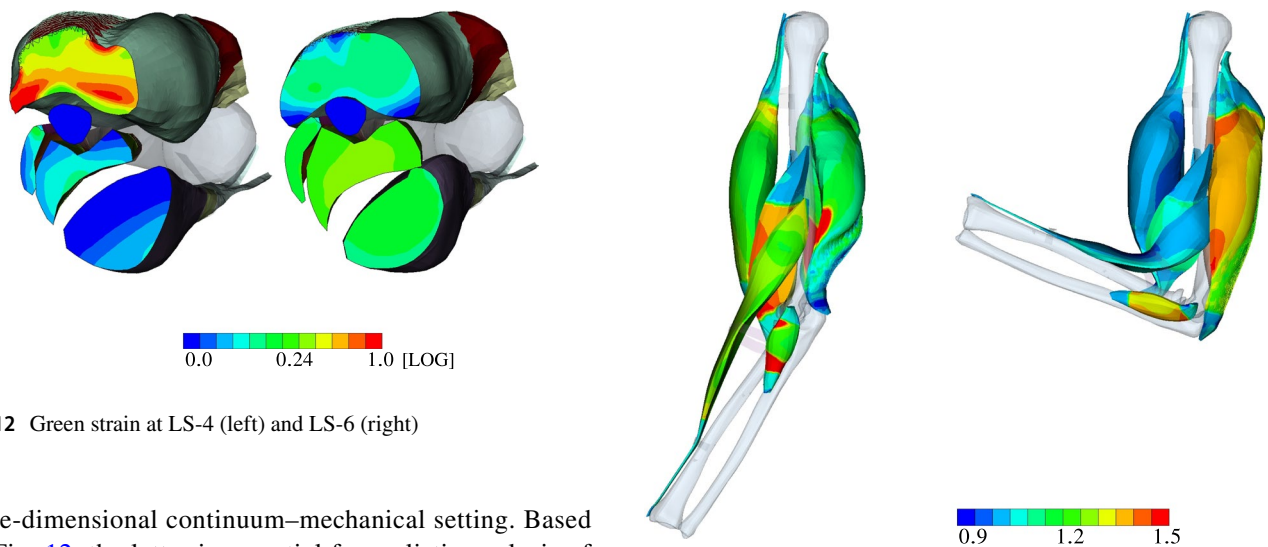 0.0 0.24 1.0 [LOG]
12 Green strain at LS-4 (left) and LS-6 (right)
e-dimensional continuum–mechanical setting. Based
0.9 1.2 1.5